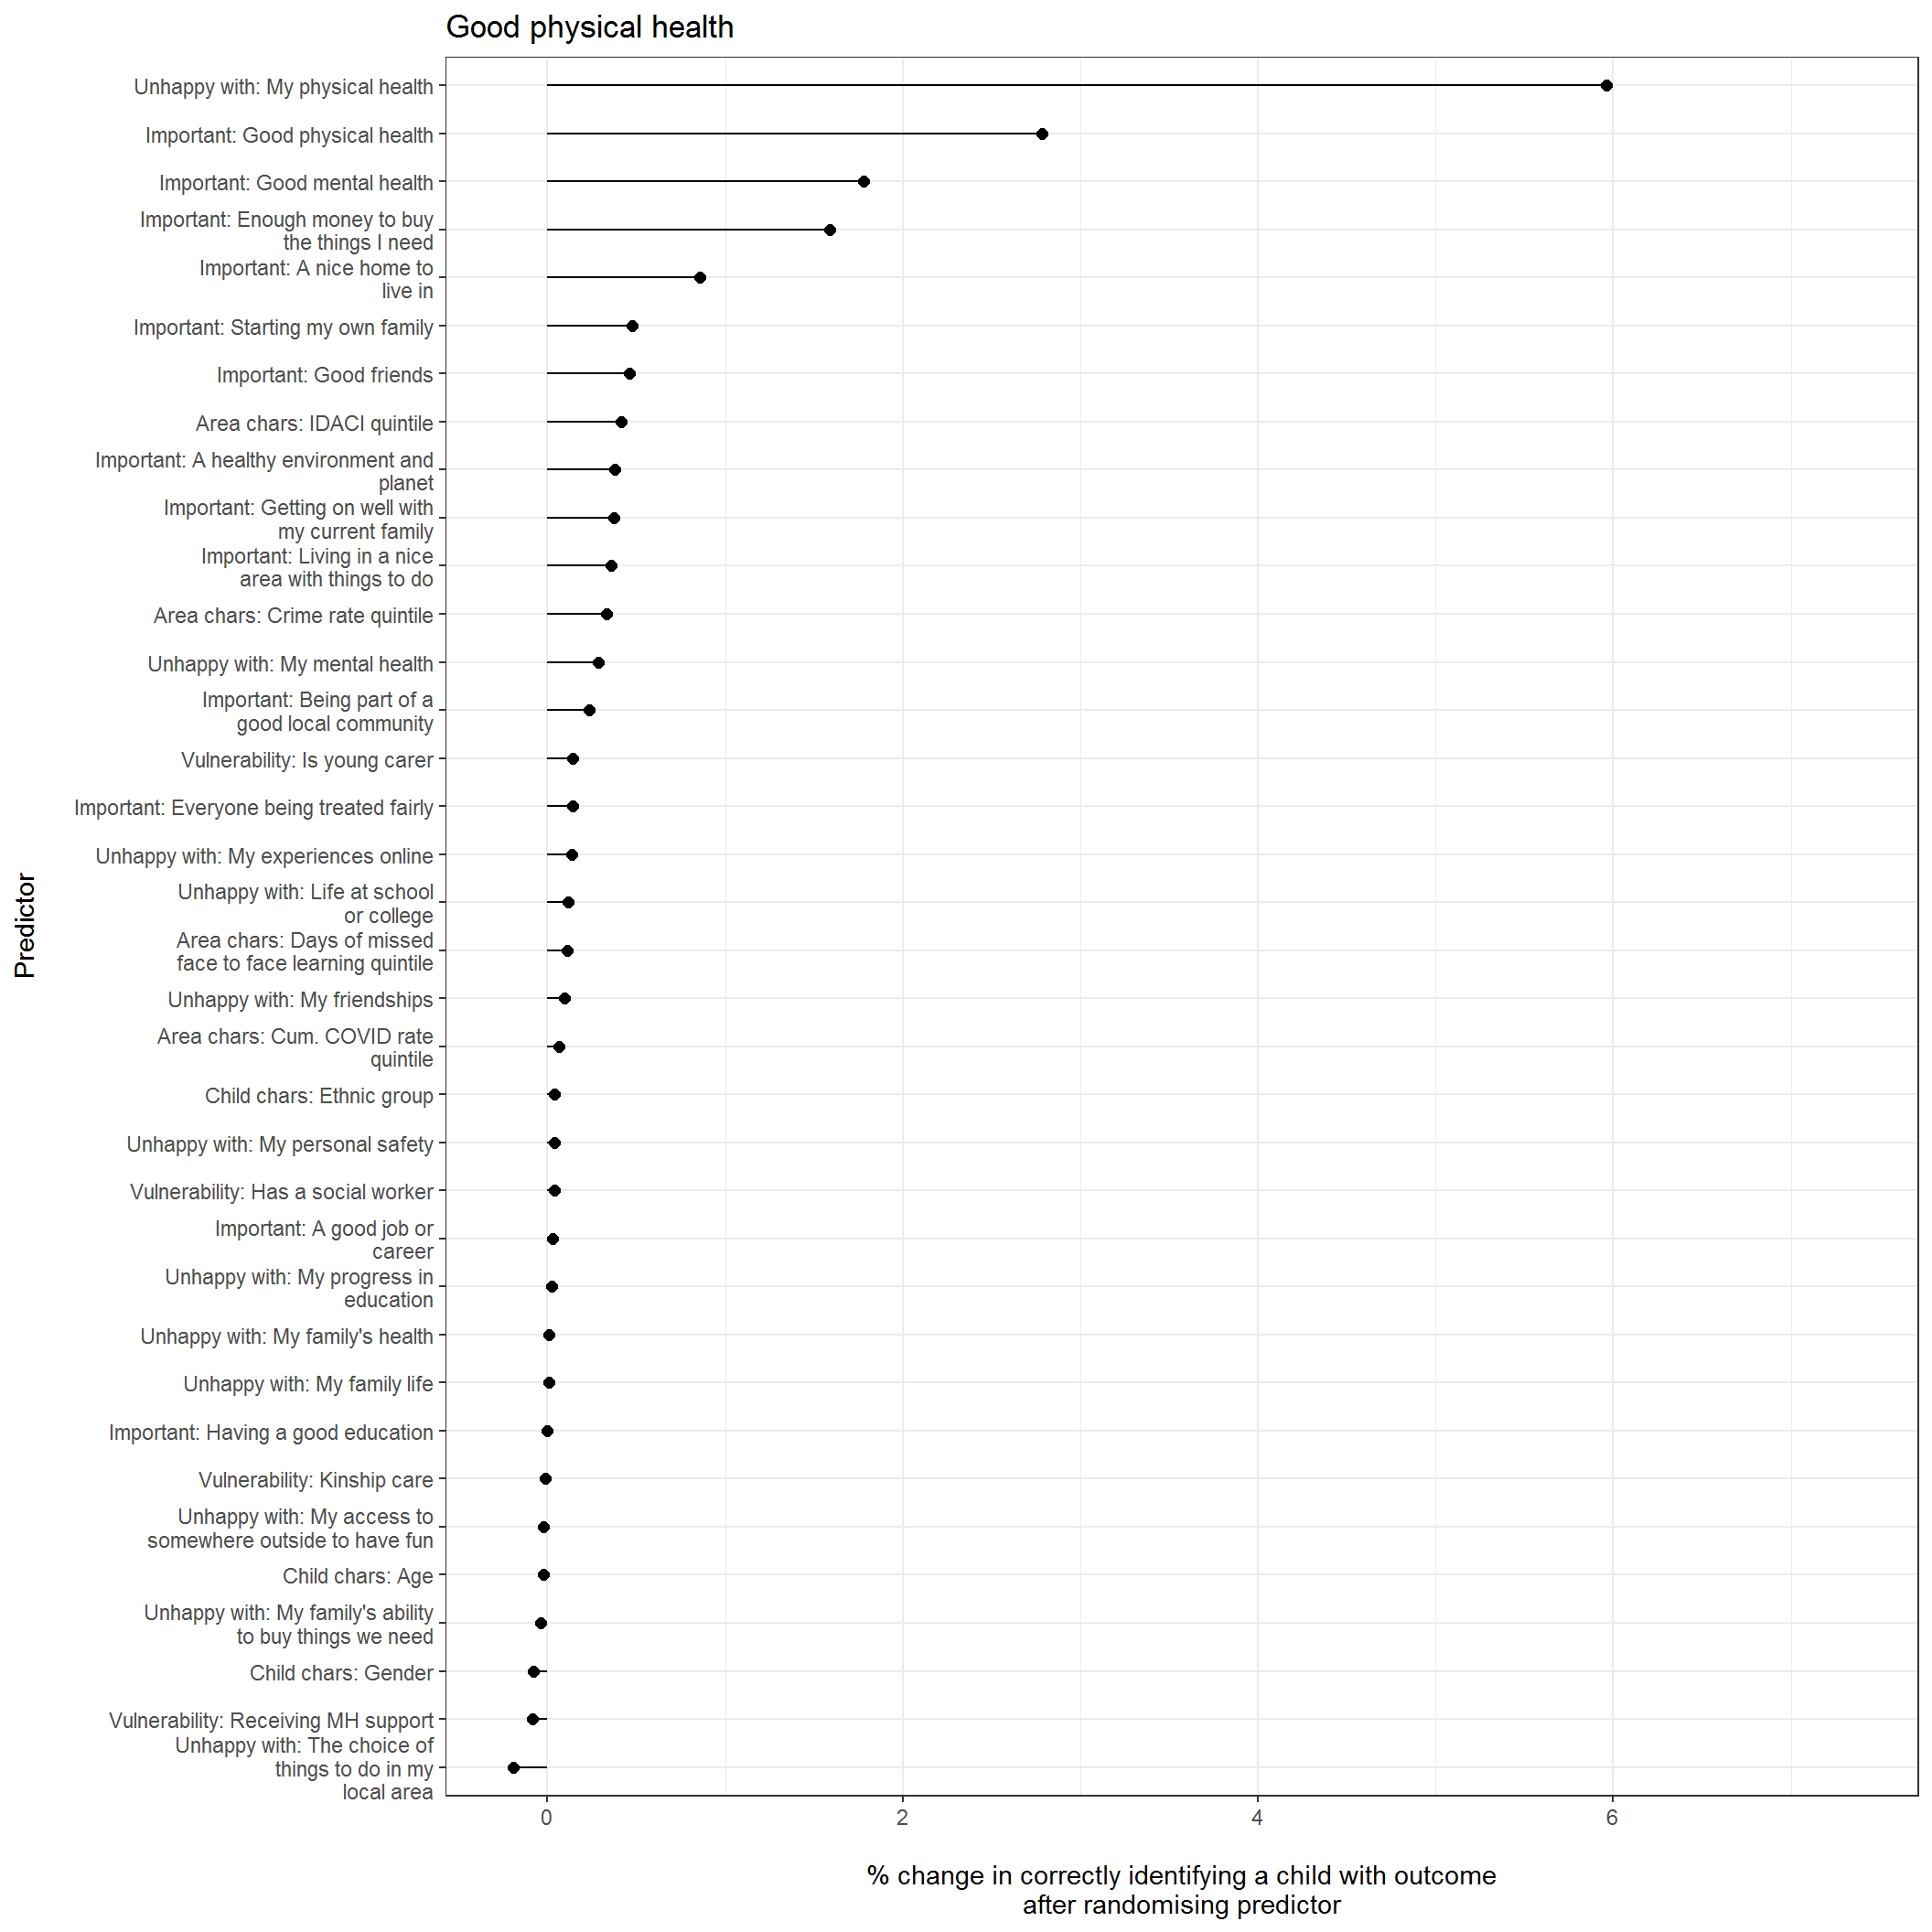 Good physical health
Unhappy with: My physical health
Important: Good physical health
Important: Good mental health
Important: Enough money to buy
the things I need
Important: A nice home to
live in
Important: Starting my own family
Important: Good friends
Area chars: IDACI quintile
Important: A healthy environment and
planet
Important: Getting on well with
my current family
Important: Living in a nice
area with things to do
Area chars: Crime rate quintile
Unhappy with: My mental health
Important: Being part of a
good local community
Vulnerability: Is young carer
Important: Everyone being treated fairly
Unhappy with: My experiences online
Unhappy with: Life at school
or college
Area chars: Days of missed
face to face learning quintile
Unhappy with: My friendships
Area chars: Cum. COVID rate
quintile
Child chars: Ethnic group
Unhappy with: My personal safety
Vulnerability: Has a social worker
Important: A good job or
career
Unhappy with: My progress in
education
Unhappy with: My family's health
Unhappy with: My family life
Important: Having a good education
Vulnerability: Kinship care
Unhappy with: My access to
somewhere outside to have fun
Child chars: Age
Unhappy with: My family's ability
to buy things we need
Child chars: Gender
Vulnerability: Receiving MH support
Unhappy with: The choice of
things to do in my
local area
Predictor
0 2 4 6
% change in correctly identifying a child with outcome
after randomising predictor